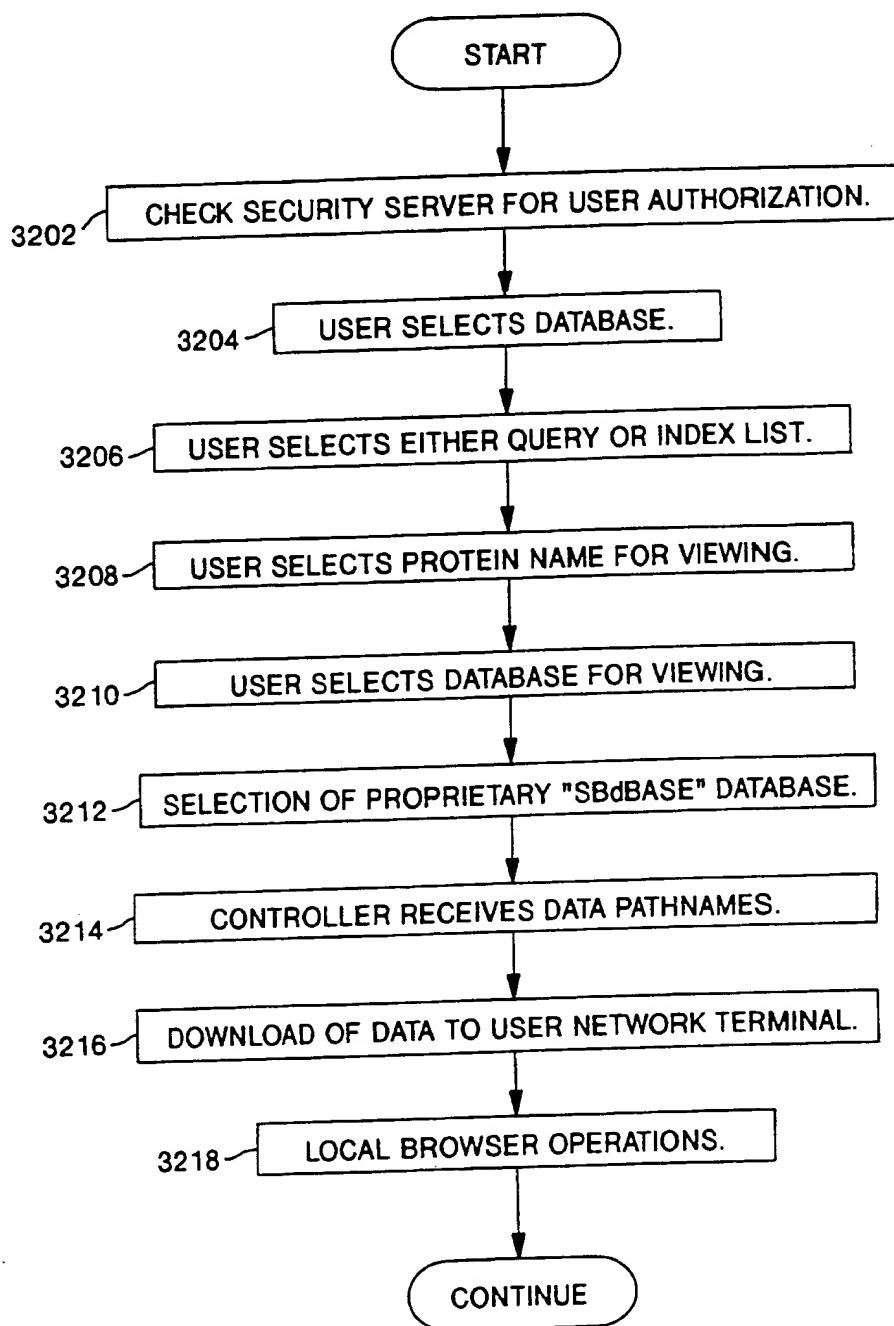 START
3202 CHECK SECURITY SERVER FOR USER AUTHORIZATION.
3204 USER SELECTS DATABASE.
3206 USER SELECTS EITHER QUERY OR INDEX LIST.
3208 USER SELECTS PROTEIN NAME FOR VIEWING.
3210 USER SELECTS DATABASE FOR VIEWING.
3212 SELECTION OF PROPRIETARY "SBdBASE" DATABASE.
3214 CONTROLLER RECEIVES DATA PATHNAMES.
3216 DOWNLOAD OF DATA TO USER NETWORK TERMINAL.
3218 LOCAL BROWSER OPERATIONS.
CONTINUE